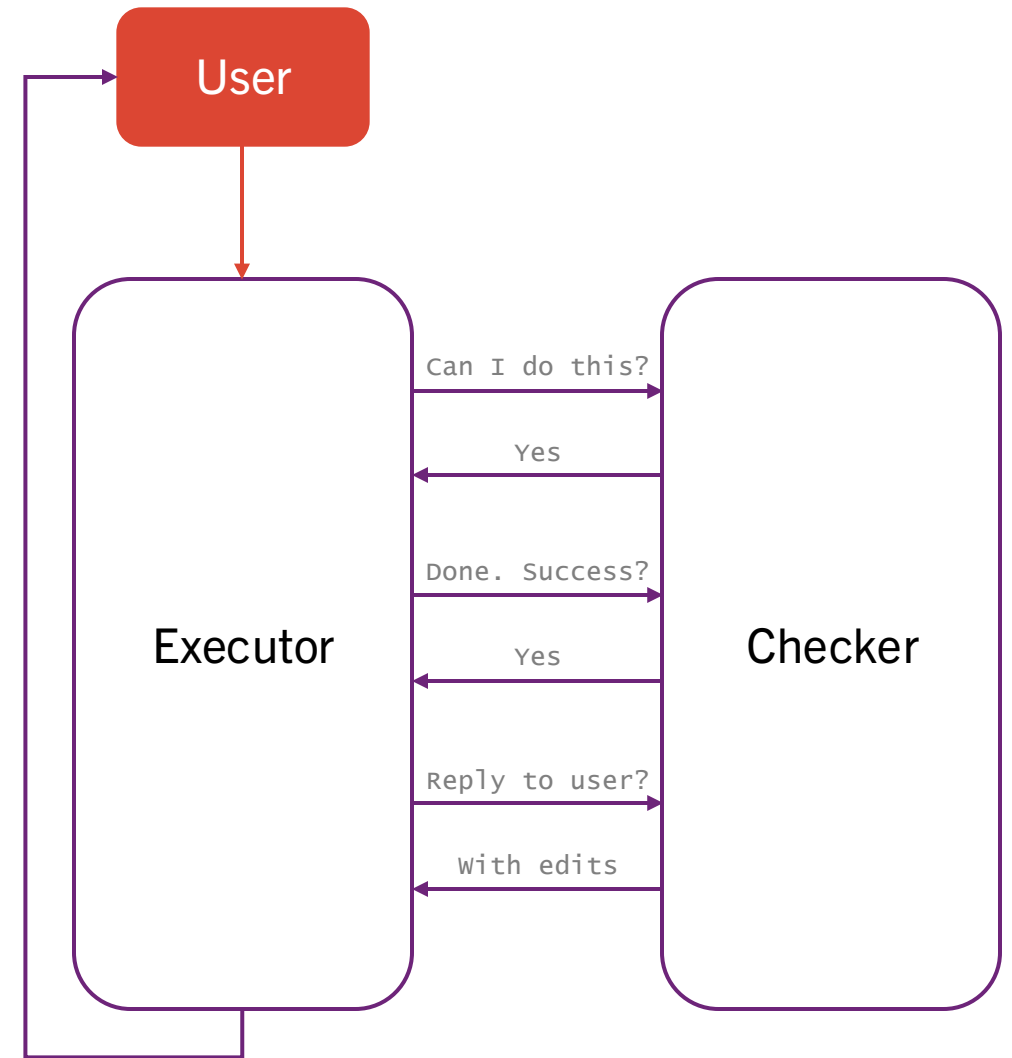 User
Can I do this?
Yes
Done. Success?
Executor
Checker
Yes
Reply to user?
With edits